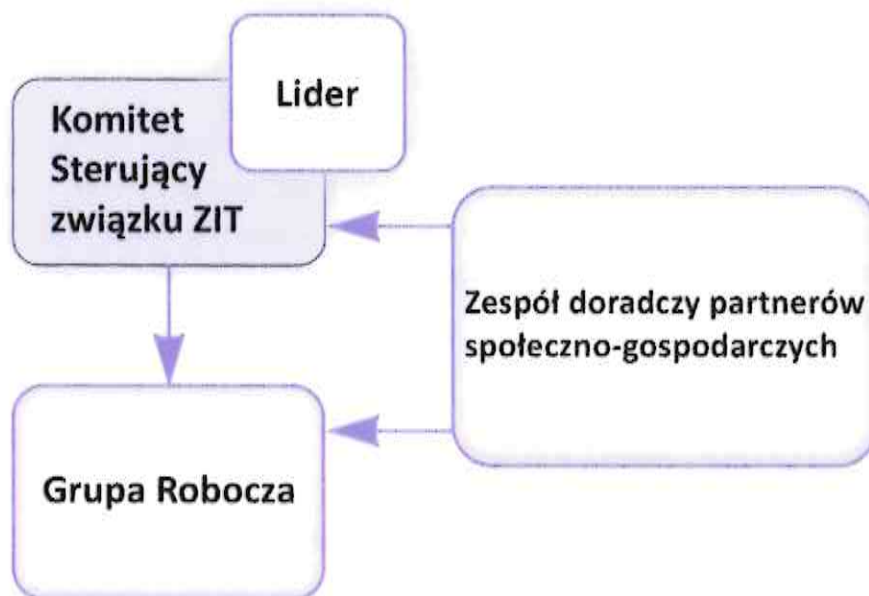 Lider
Komitet
Sterujący
związku ZIT
Zespół doradczy partnerów
społeczno-gospodarczych
Grupa Robocza